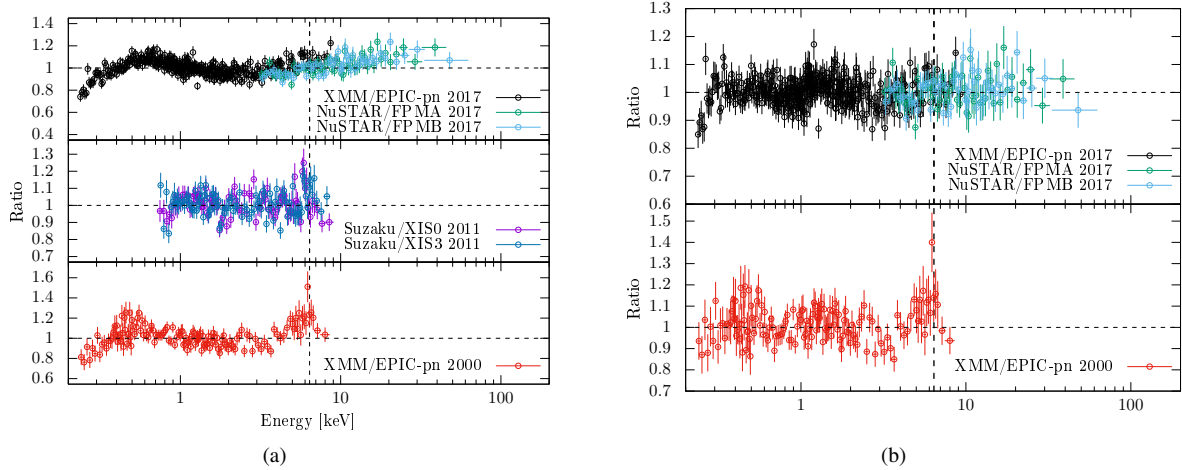 1.4
1.2
1.0
0.8
0.6
0.4
XMM/EPIC-pn 2017
NuSTAR/FPMA 2017
NuSTAR/FPMB 2017
1.3
1.2
1.1
1
0.9
0.8
0.7
Ratio
Suzaku/XIS0 2011
Suzaku/XIS3 2011
1.6
1.4
1.2
1
0.8
0.6
XMM/EPIC-pn 2000
1 10 100
Energy [keV]
(a)
1.3
1.2
1.1
1
0.9
0.8
0.7
0.6
Ratio
XMM/EPIC-pn 2017
NuSTAR/FPMA 2017
NuSTAR/FPMB 2017
1.5
1.4
1.3
1.2
1.1
1
0.9
0.8
0.7
Ratio
XMM/EPIC-pn 2000
1 10 100
(b)